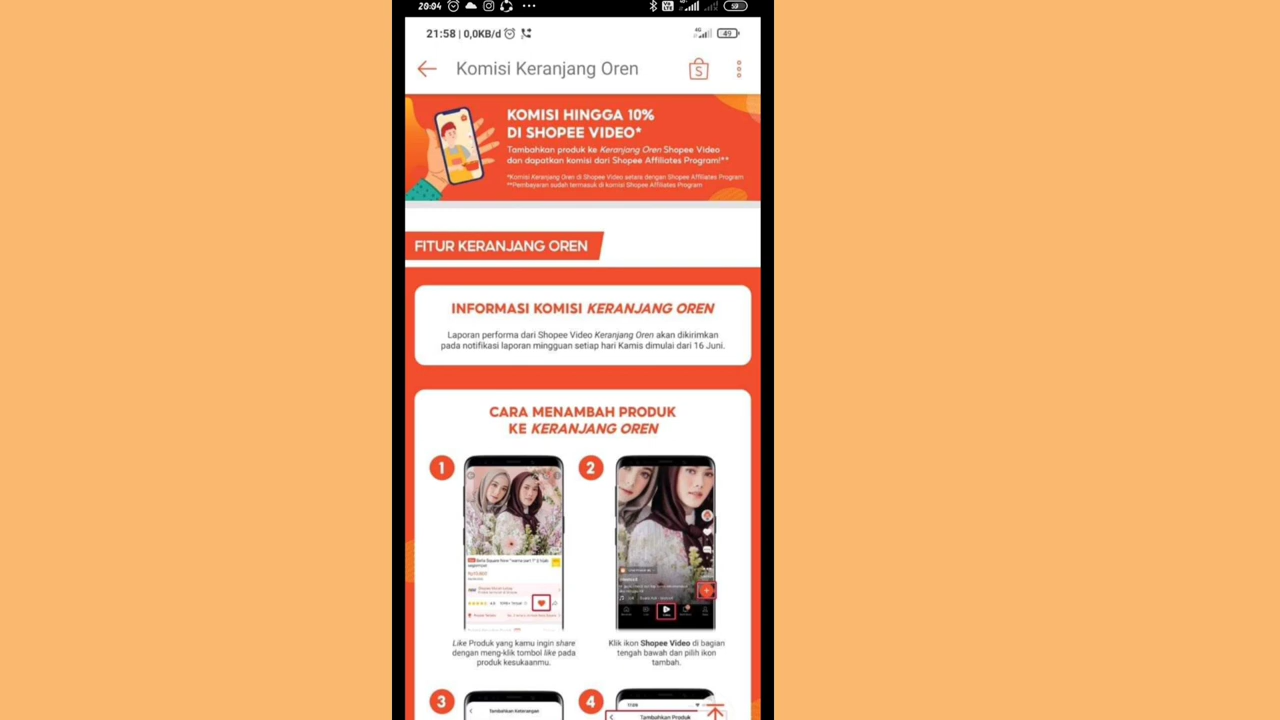 20:04
59
21:58 | 0,0KB/d
4G
49
Komisi Keranjang Oren
S
KOMISI HINGGA 10%
DI SHOPEE VIDEO*
Tambahkan produk ke Keranjang Oren Shopee Video
dan dapatkan komisi dari Shopee Affiliates Program!**
*Komisi Keranjang Oren di Shopee Video setara dengan Shopee Affiliates Program
**Pembayaran sudah termasuk di komisi Shopee Affiliates Program
FITUR KERANJANG OREN
INFORMASI KOMISI KERANJANG OREN
Laporan performa dari Shopee Video Keranjang Oren akan dikirimkan
pada notifikasi laporan mingguan setiap hari Kamis dimulai dari 16 Juni.
CARA MENAMBAH PRODUK
KE KERANJANG OREN
1
2
Like Produk yang kamu ingin share
dengan meng-klik tombol like pada
produk kesukaanmu.
Klik ikon Shopee Video di bagian
tengah bawah dan pilih ikon
tambah.
3
Tambahkan Keterangan
4
11:08
Tambahkan Produk